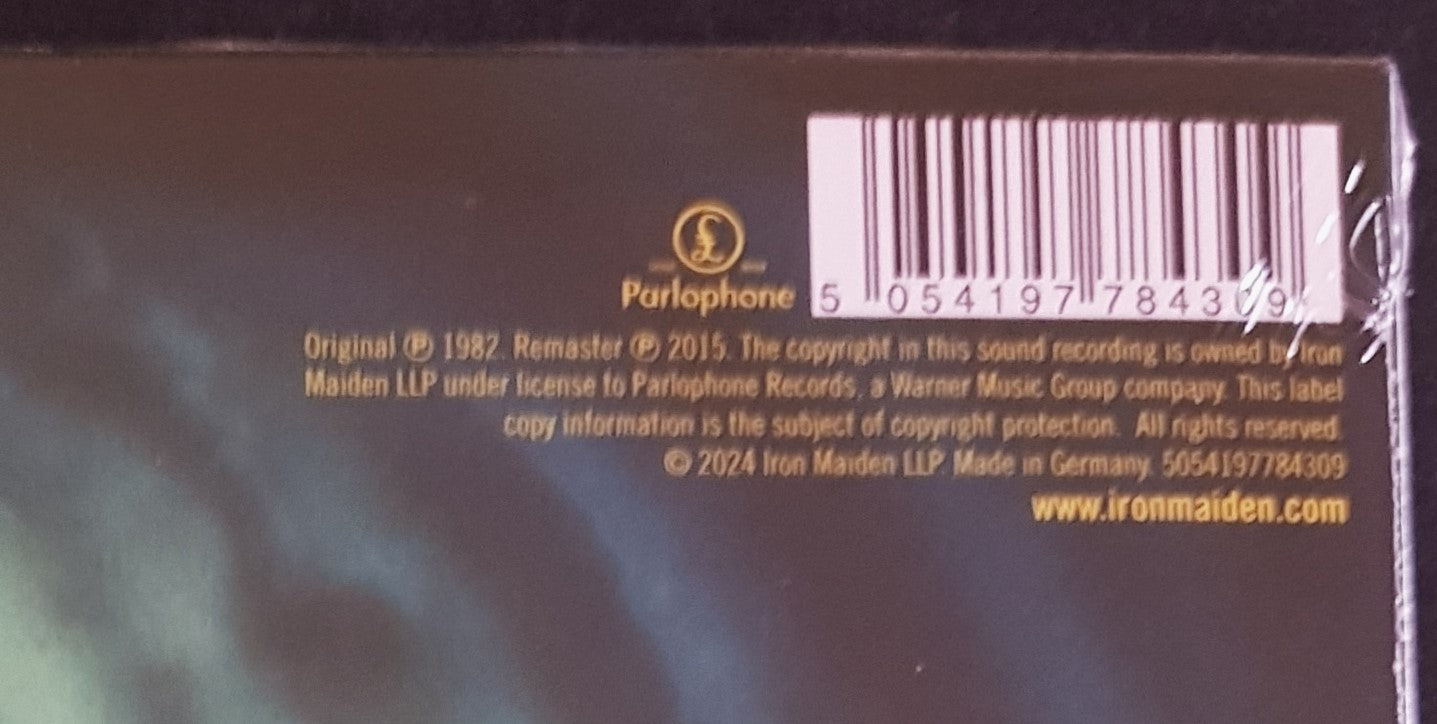 Parlophone
5 054197 784309
Original ℗ 1982. Remaster ℗ 2015. The copyright in this sound recording is owned by Iron
Maiden LLP under license to Parlophone Records, a Warner Music Group company. This label
copy information is the subject of copyright protection. All rights reserved.
© 2024 Iron Maiden LLP. Made in Germany. 5054197784309
www.ironmaiden.com